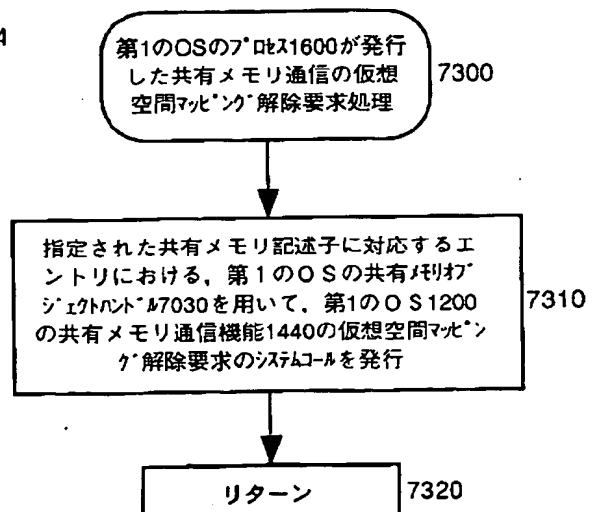 4
第1のOSのプロセス1600が発行
した共有メモリ通信の仮想
空間マッピング解除要求処理
7300
指定された共有メモリ記述子に対応するエ
ントリにおける，第1のOSの共有メモリオブ
ジェクトハンドル7030を用いて，第1のOS1200
の共有メモリ通信機能1440の仮想空間マッピン
グ解除要求のシステムコールを発行
7310
リターン
7320